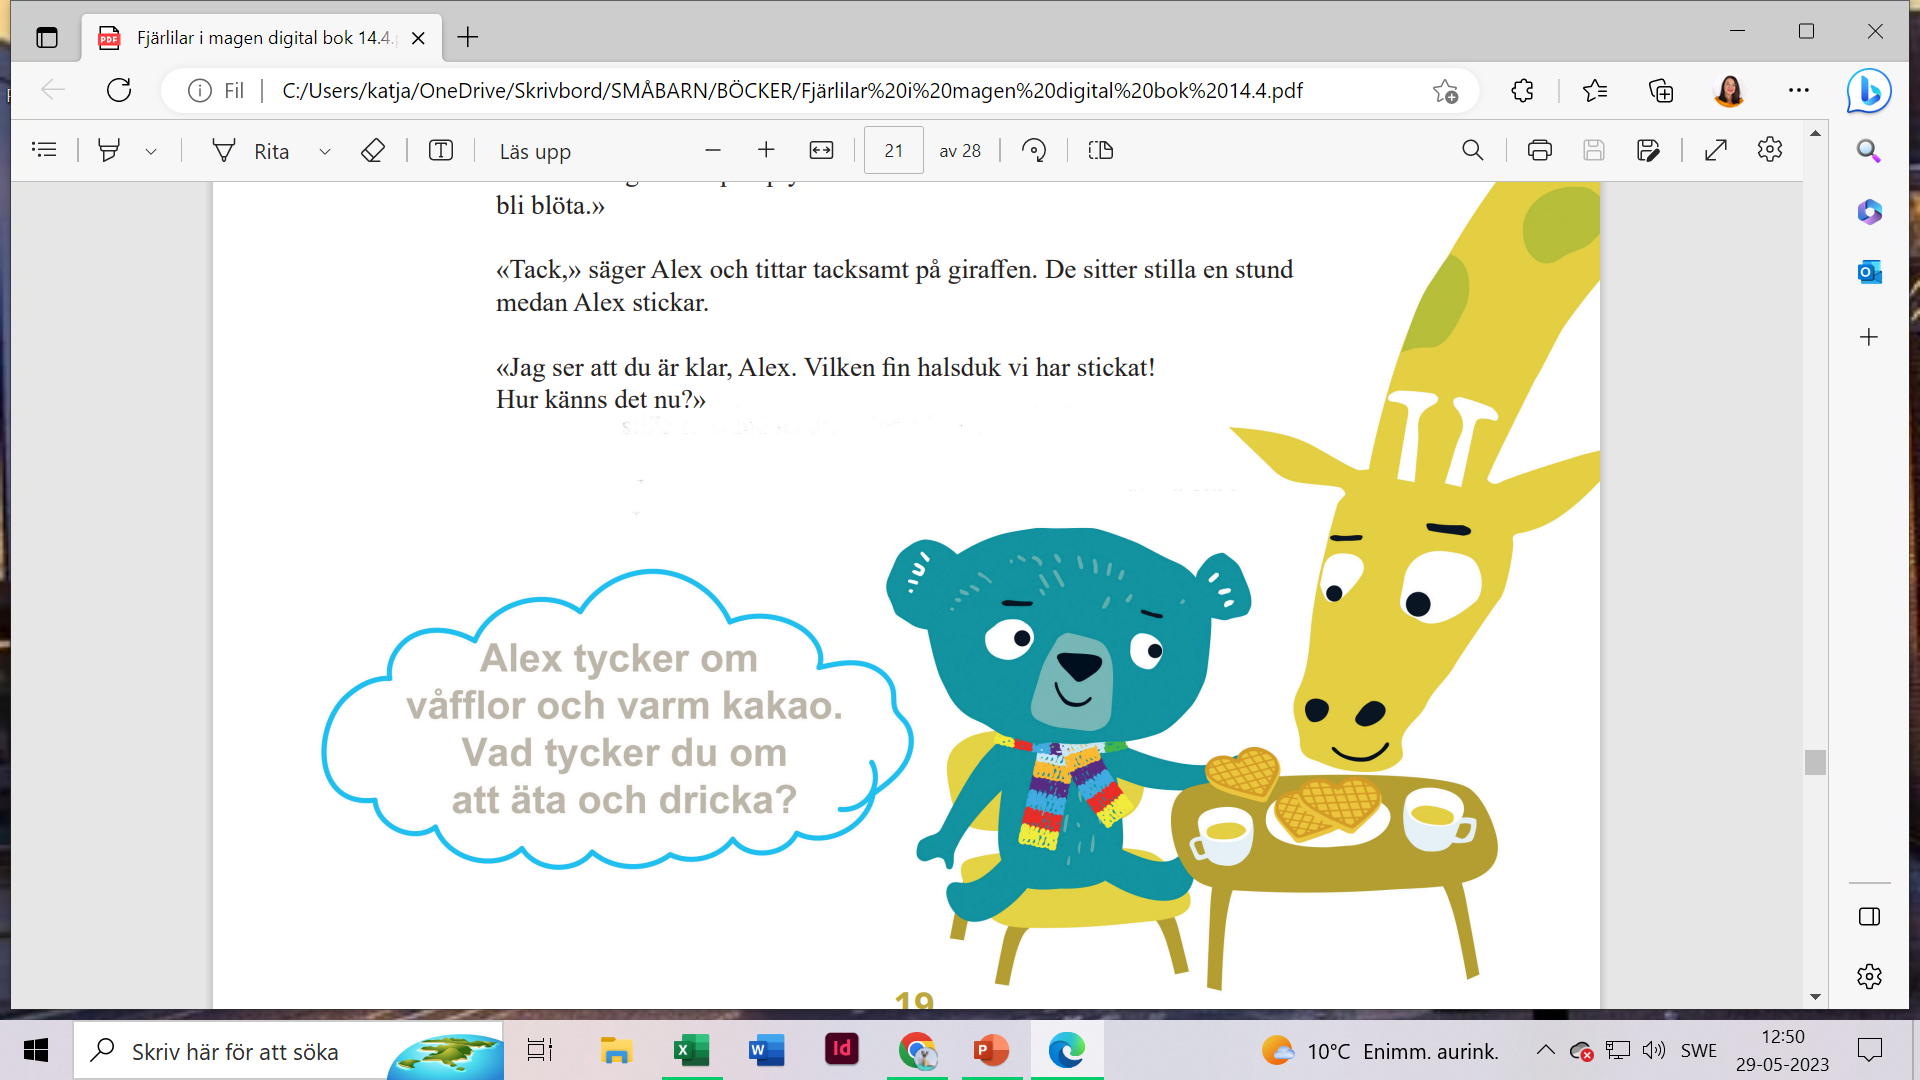 Fjärlilar i magen digital bok 14.4.
Fil
C:/Users/katja/OneDrive/Skrivbord/SMÅBARN/BÖCKER/Fjärlilar%20i%20magen%20digital%20bok%2014.4.pdf
Rita
Läs upp
21
av 28
bli blöta.»
«Tack,» säger Alex och tittar tacksamt på giraffen. De sitter stilla en stund
medan Alex stickar.
«Jag ser att du är klar, Alex. Vilken fin halsduk vi har stickat!
Hur känns det nu?»
Alex tycker om
våfflor och varm kakao.
Vad tycker du om
att äta och dricka?
19
Skriv här för att söka
10°C Enimm. aurink.
SWE
12:50
29-05-2023